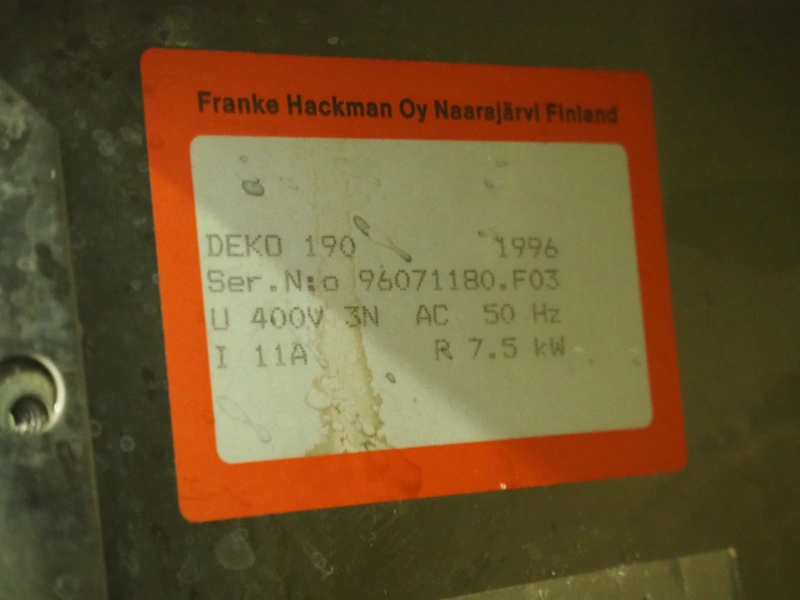 Franke Hackman Oy Naarajärvi Finland
DEKO 190 1996
Ser.N:o 96071180.F03
U 400V 3N AC 50 Hz
I 11A R 7.5 kW